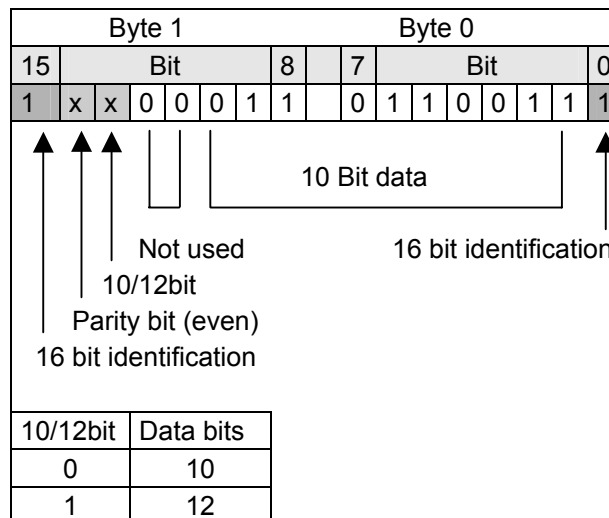 Byte 1 Byte 0
15 Bit 8 7 Bit 0
1 x x 0 0 0 1 1 0 1 1 0 0 1 1 1
10 Bit data
Not used 16 bit identification
10/12bit
Parity bit (even)
16 bit identification
10/12bit Data bits
0 10
1 12